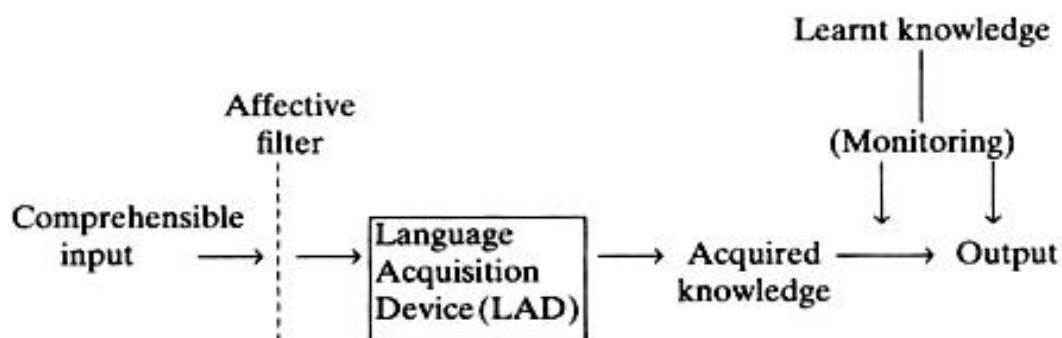 Learnt knowledge
Affective
filter
(Monitoring)
Comprehensible
input
Language
Acquisition
Device (LAD)
Acquired
knowledge
Output